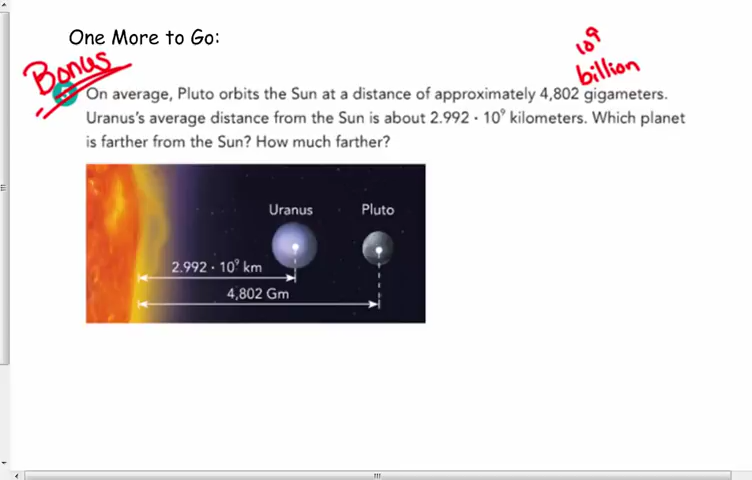 One More to Go:
10⁹
billion
Bonus
On average, Pluto orbits the Sun at a distance of approximately 4,802 gigameters.
Uranus's average distance from the Sun is about 2.992 · 10⁹ kilometers. Which planet
is farther from the Sun? How much farther?
Uranus Pluto
2.992 · 10⁹ km
4,802 Gm